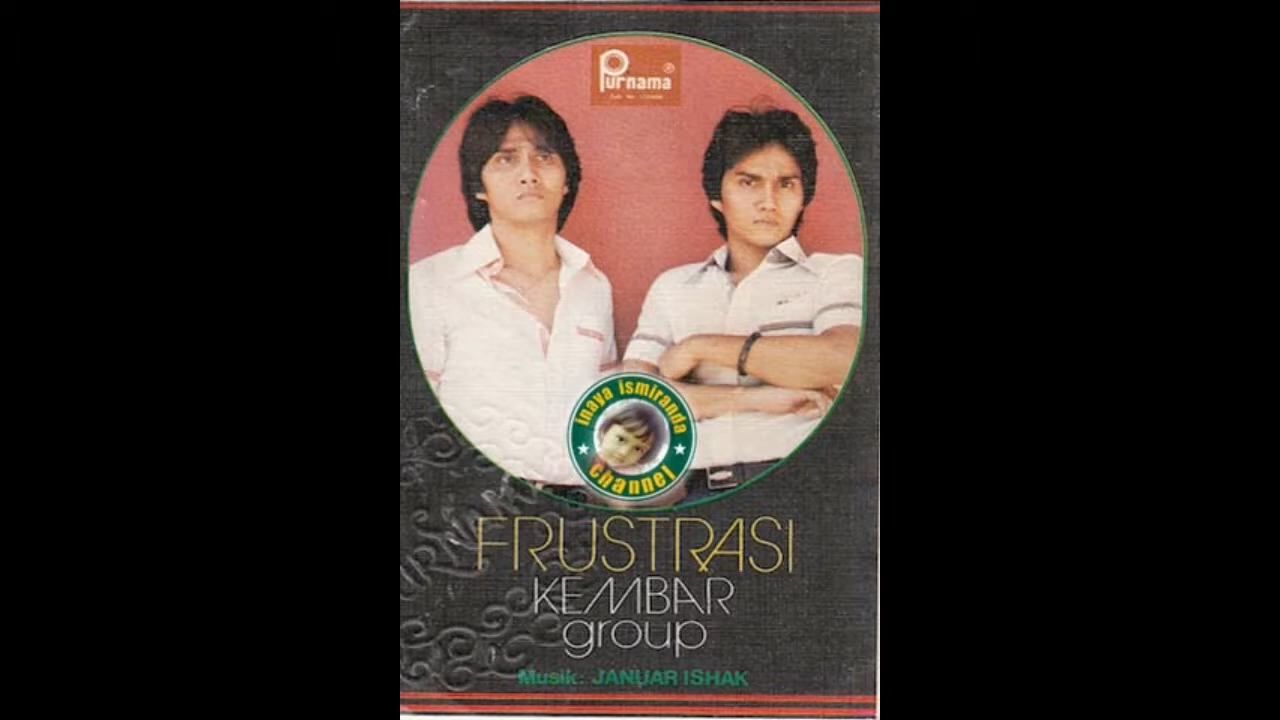 Purnama
inaya ismiranda
channel
FRUSTRASI
KEMBAR
group
Musik: JANUAR ISHAK